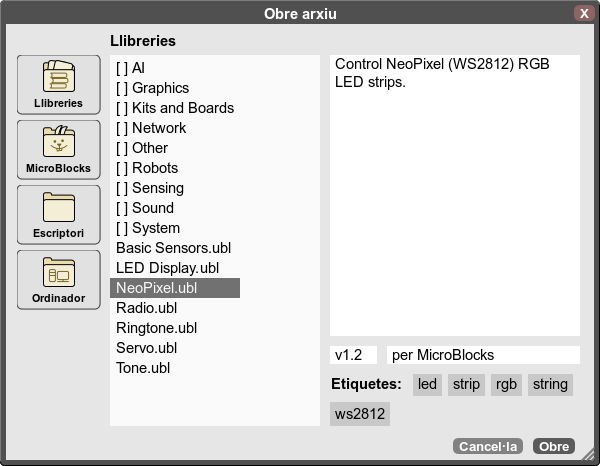 Obre arxiu
X
Llibreries
Llibreries
MicroBlocks
Escriptori
Ordinador
[ ] AI
[ ] Graphics
[ ] Kits and Boards
[ ] Network
[ ] Other
[ ] Robots
[ ] Sensing
[ ] Sound
[ ] System
Basic Sensors.ubl
LED Display.ubl
NeoPixel.ubl
Radio.ubl
Ringtone.ubl
Servo.ubl
Tone.ubl
Control NeoPixel (WS2812) RGB
LED strips.
v1.2 per MicroBlocks
Etiquetes: led strip rgb string
ws2812
Cancel·la Obre